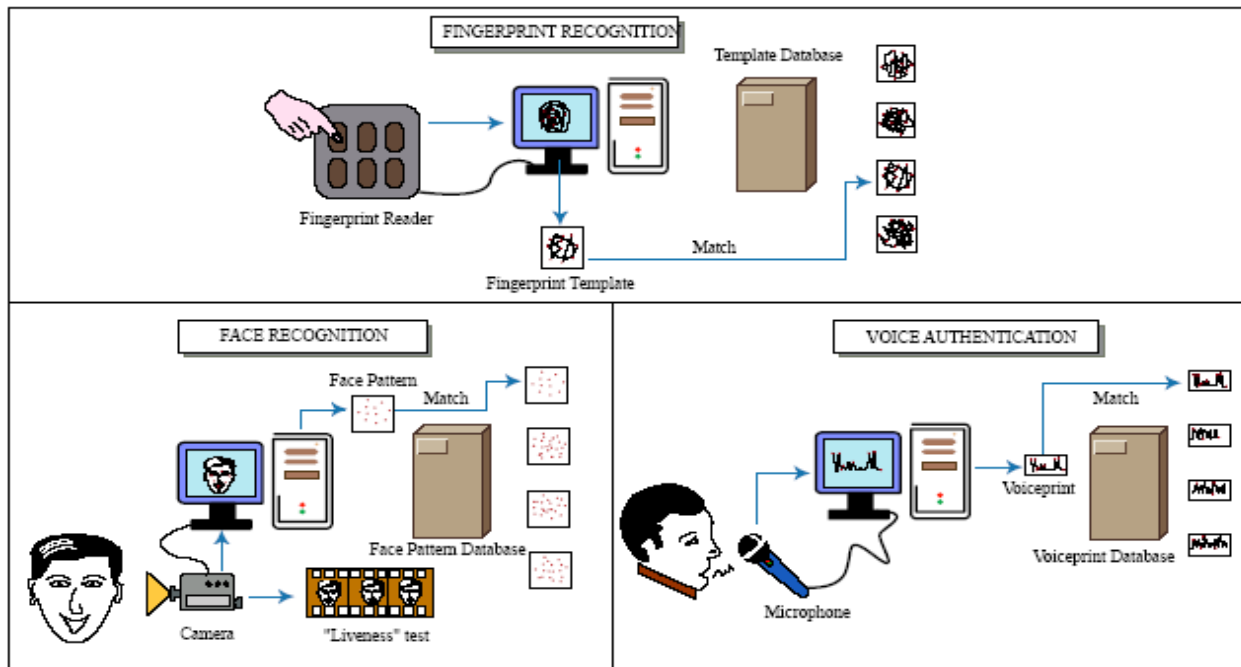 FINGERPRINT RECOGNITION
Template Database
Fingerprint Reader
Match
Fingerprint Template
FACE RECOGNITION
Face Pattern
Match
Face Pattern Database
Camera
"Liveness" test
VOICE AUTHENTICATION
Match
Voiceprint
Voiceprint Database
Microphone